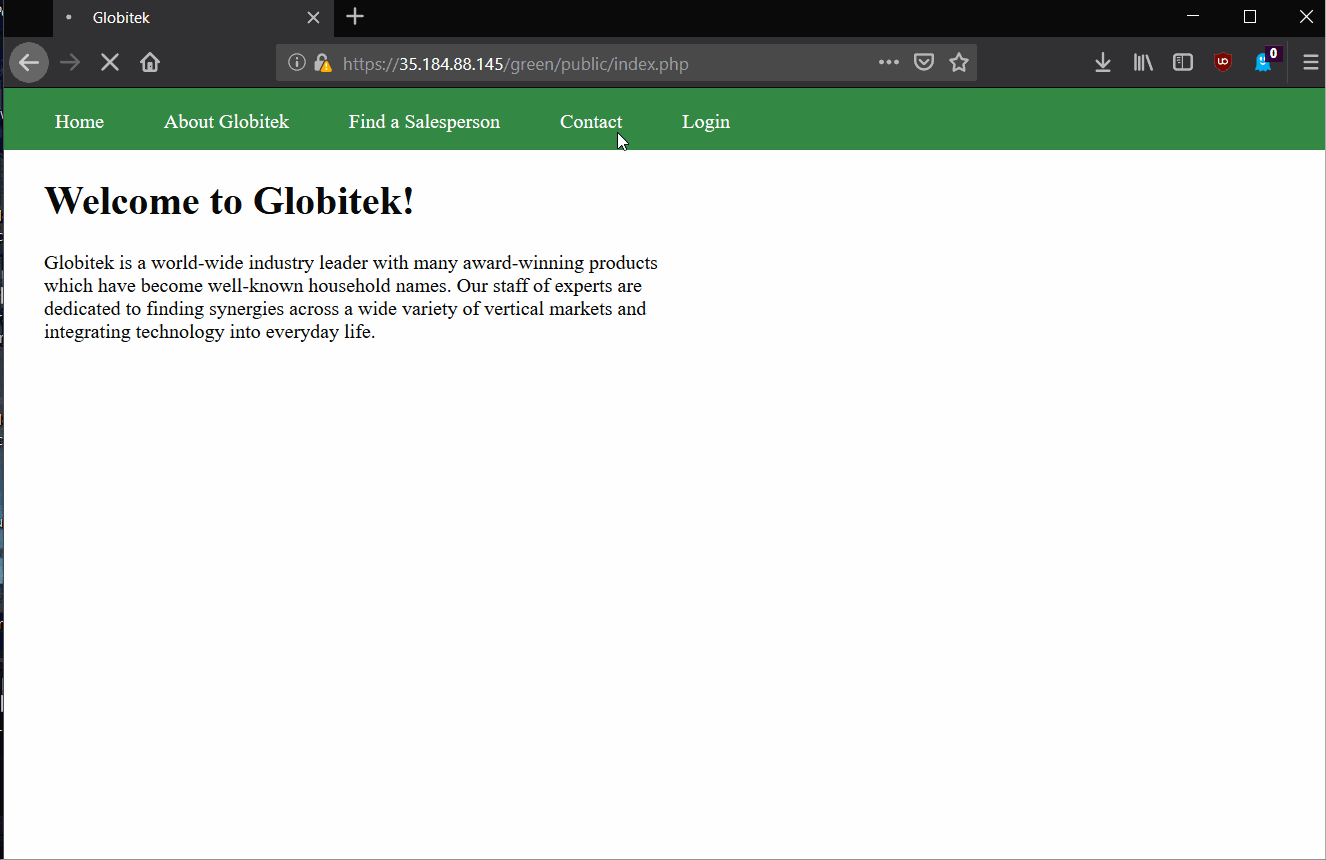 Globitek
https://35.184.88.145/green/public/index.php
0
Home About Globitek Find a Salesperson Contact Login
Welcome to Globitek!
Globitek is a world-wide industry leader with many award-winning products
which have become well-known household names. Our staff of experts are
dedicated to finding synergies across a wide variety of vertical markets and
integrating technology into everyday life.